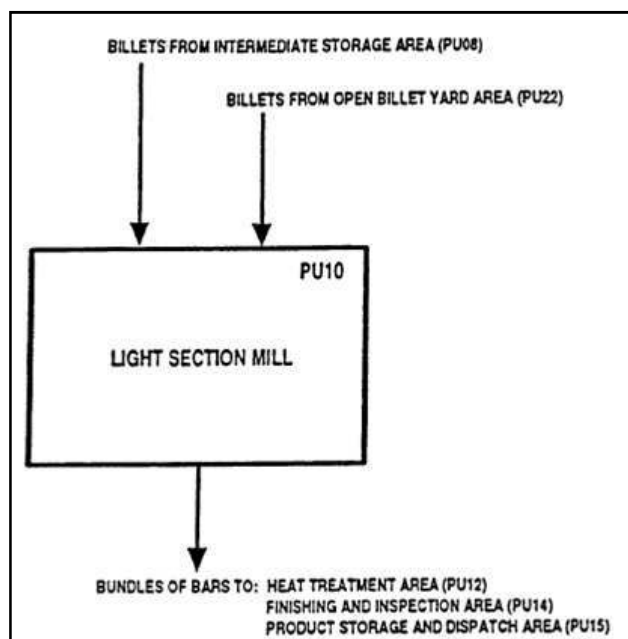 BILLETS FROM INTERMEDIATE STORAGE AREA (PU08)
BILLETS FROM OPEN BILLET YARD AREA (PU22)
PU10
LIGHT SECTION MILL
BUNDLES OF BARS TO: HEAT TREATMENT AREA (PU12)
FINISHING AND INSPECTION AREA (PU14)
PRODUCT STORAGE AND DISPATCH AREA (PU15)